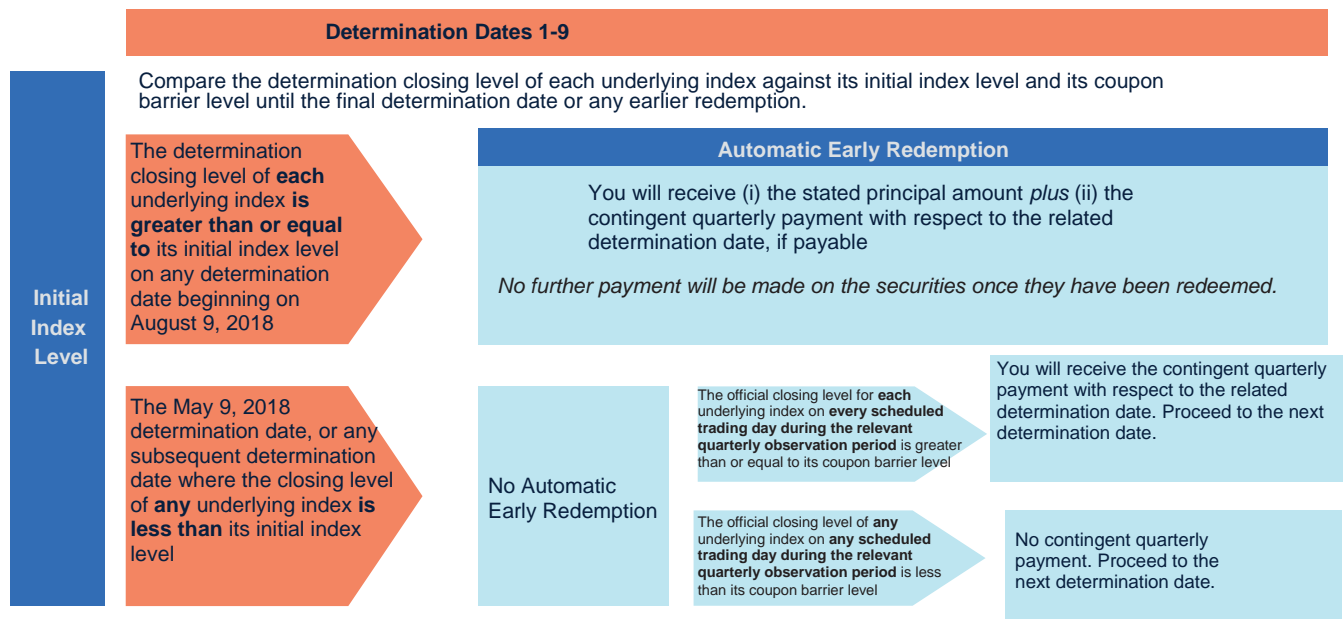 Determination Dates 1-9
Compare the determination closing level of each underlying index against its initial index level and its coupon
barrier level until the final determination date or any earlier redemption.
Initial
Index
Level
The determination
closing level of each
underlying index is
greater than or equal
to its initial index level
on any determination
date beginning on
August 9, 2018
Automatic Early Redemption
You will receive (i) the stated principal amount plus (ii) the
contingent quarterly payment with respect to the related
determination date, if payable
No further payment will be made on the securities once they have been redeemed.
The May 9, 2018
determination date, or any
subsequent determination
date where the closing level
of any underlying index is
less than its initial index
level
No Automatic
Early Redemption
The official closing level for each
underlying index on every scheduled
trading day during the relevant
quarterly observation period is greater
than or equal to its coupon barrier level
You will receive the contingent quarterly
payment with respect to the related
determination date. Proceed to the next
determination date.
The official closing level of any
underlying index on any scheduled
trading day during the relevant
quarterly observation period is less
than its coupon barrier level
No contingent quarterly
payment. Proceed to the
next determination date.